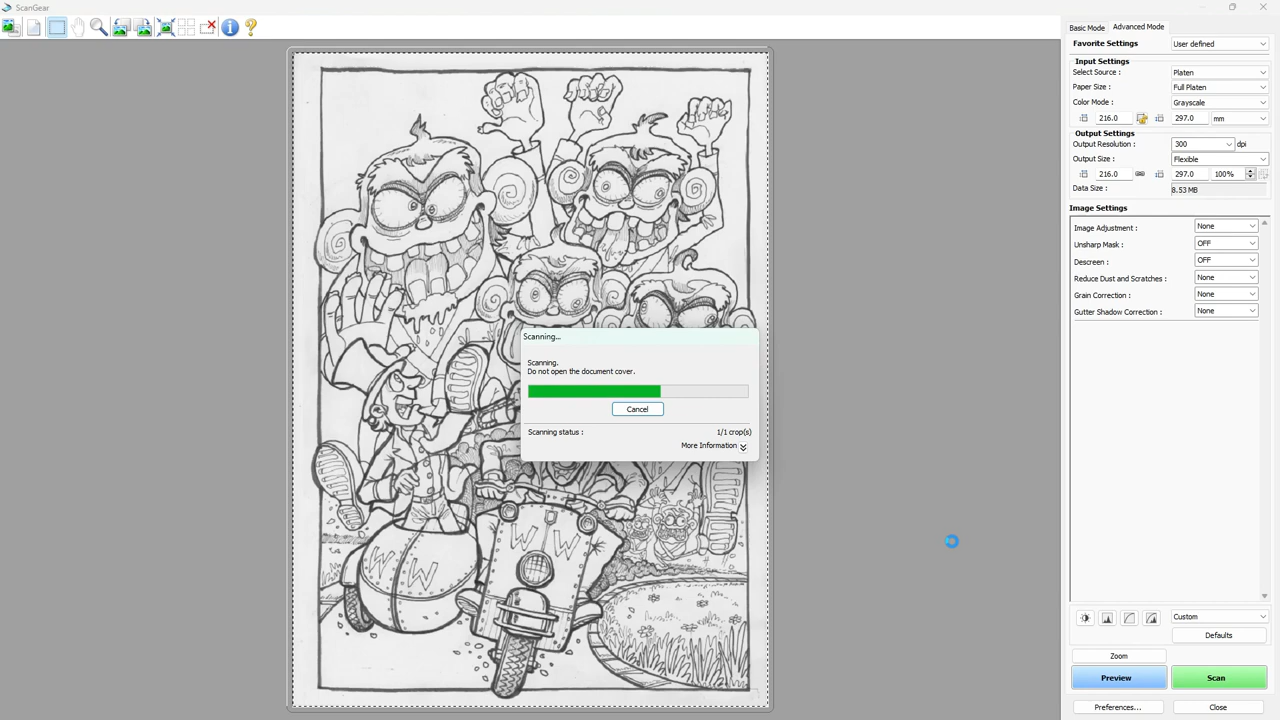 ScanGear
Basic Mode
Advanced Mode
Favorite Settings
User defined
Input Settings
Select Source :
Platen
Paper Size :
Full Platen
Color Mode :
Grayscale
216.0
297.0
mm
Output Settings
Output Resolution :
300
dpi
Output Size :
Flexible
216.0
297.0
100%
Data Size :
8.53 MB
Image Settings
Image Adjustment :
None
Unsharp Mask :
OFF
Descreen :
OFF
Reduce Dust and Scratches :
None
Grain Correction :
None
Gutter Shadow Correction :
None
Scanning...
Scanning.
Do not open the document cover.
Cancel
Scanning status :
1/1 crop(s)
More Information
W W
W W
Custom
Defaults
Zoom
Preview
Scan
Preferences...
Close